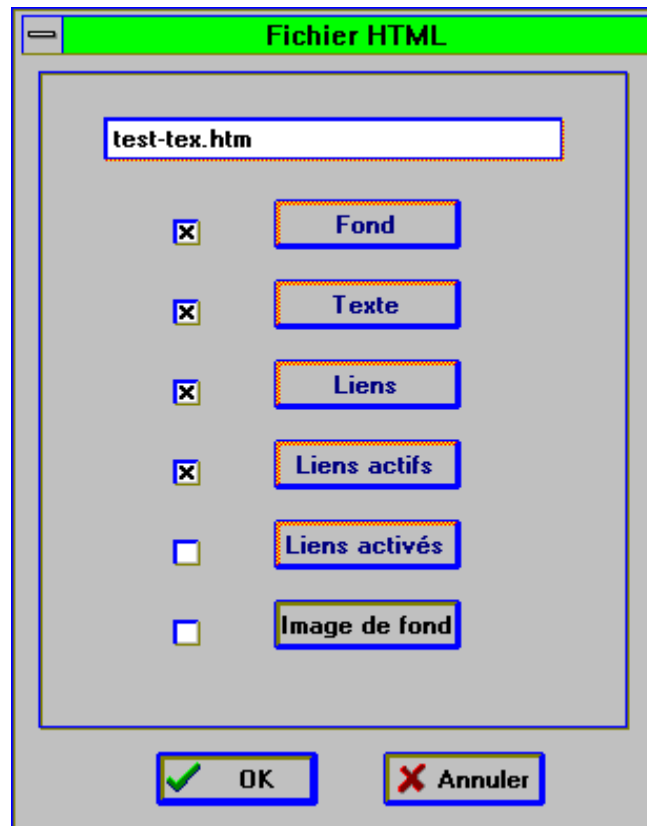 Fichier HTML
test-tex.htm
Fond
Texte
Liens
Liens actifs
Liens activés
Image de fond
OK
Annuler